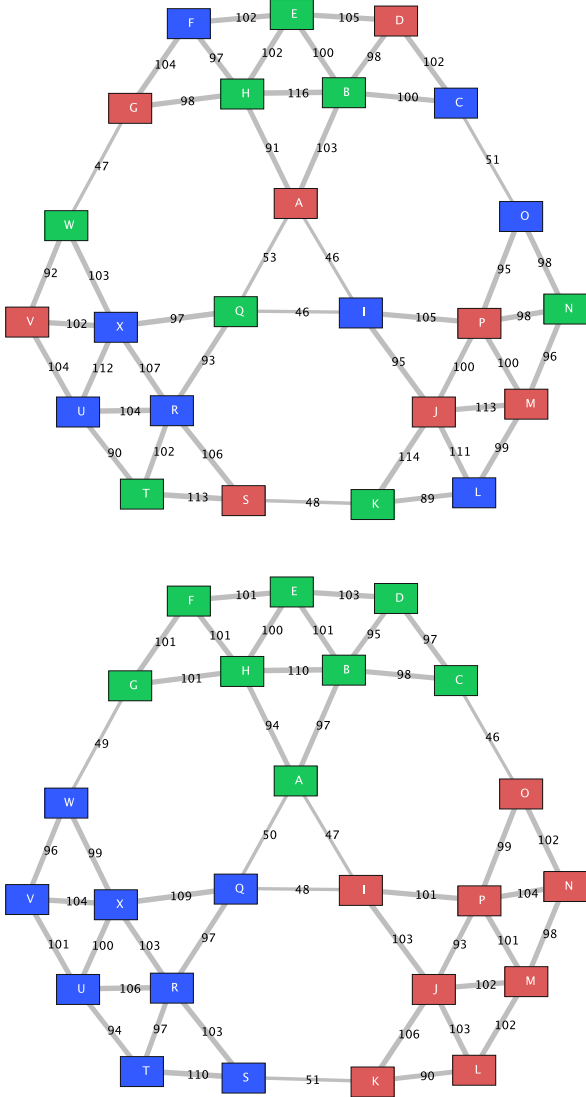 F 102 E 105 D
104 97 102 100 98 102
G 98 H 116 B 100 C
47 91 103 51
A
W O
92 103 53 46 95 98
V 102 X 97 Q 46 I 105 P 98 N
104 112 107 93 95 100 100 96
U 104 R J 113 M
90 102 106 114 111 99
T 113 S 48 K 89 L
F 101 E 103 D
101 101 100 101 95 97
G 101 H 110 B 98 C
49 94 97 46
A
W O
96 99 50 47 99 102
V 104 X 109 Q 48 I 101 P 104 N
101 100 103 97 103 93 101 98
U 106 R J 102 M
94 97 103 106 103 102
T 110 S 51 K 90 L